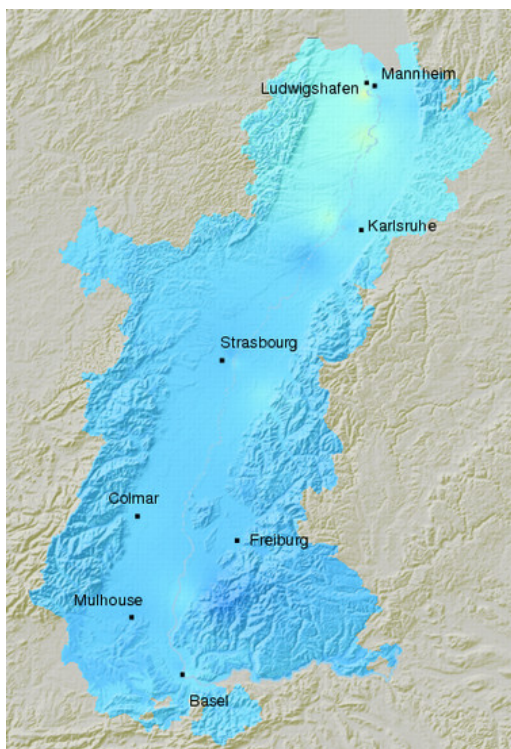 Mannheim
Ludwigshafen
Karlsruhe
Strasbourg
Colmar
Freiburg
Mulhouse
Basel